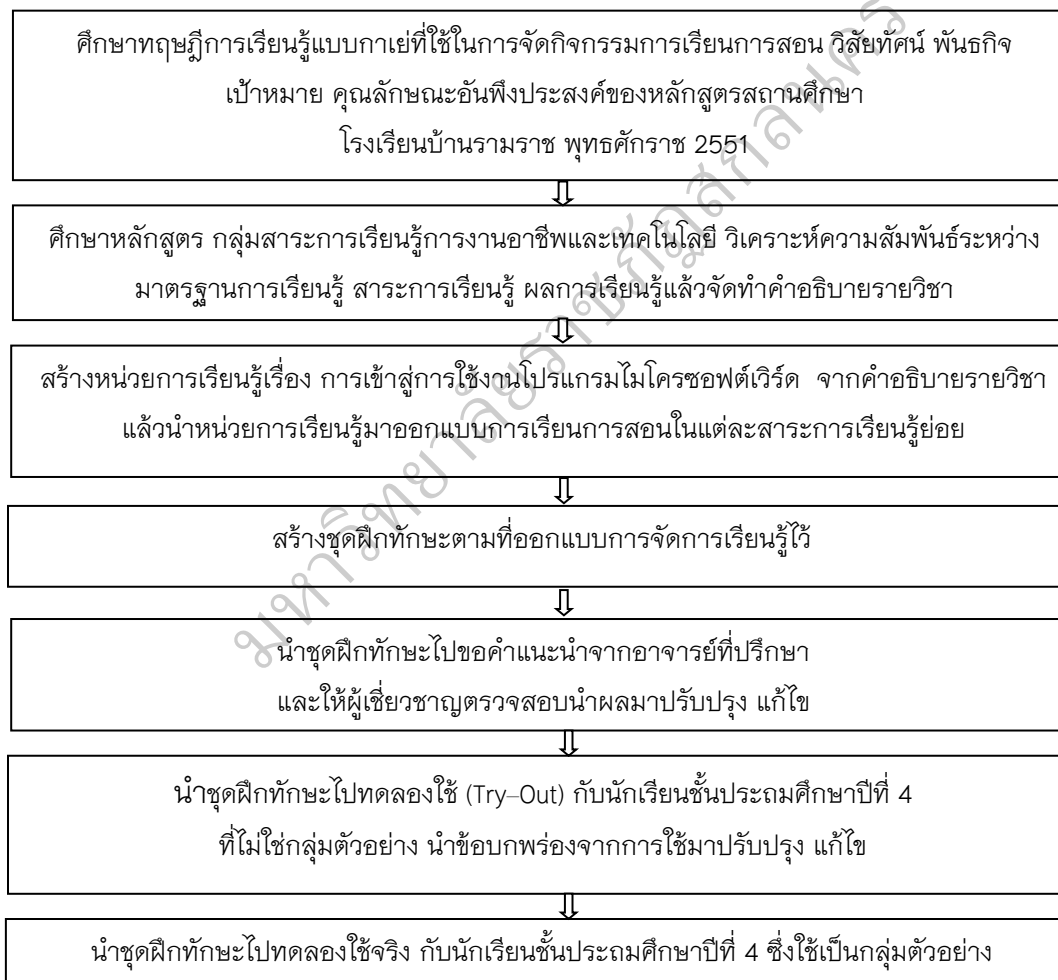 ศึกษาทฤษฎีการเรียนรู้แบบกาเย่ที่ใช้ในการจัดกิจกรรมการเรียนการสอน วิสัยทัศน์ พันธกิจ
เป้าหมาย คุณลักษณะอันพึงประสงค์ของหลักสูตรสถานศึกษา
โรงเรียนบ้านรามราช พุทธศักราช 2551
ศึกษาหลักสูตร กลุ่มสาระการเรียนรู้การงานอาชีพและเทคโนโลยี วิเคราะห์ความสัมพันธ์ระหว่าง
มาตรฐานการเรียนรู้ สาระการเรียนรู้ ผลการเรียนรู้แล้วจัดทำคำอธิบายรายวิชา
สร้างหน่วยการเรียนรู้เรื่อง การเข้าสู่การใช้งานโปรแกรมไมโครซอฟต์เวิร์ด จากคำอธิบายรายวิชา
แล้วนำหน่วยการเรียนรู้มาออกแบบการเรียนการสอนในแต่ละสาระการเรียนรู้ย่อย
สร้างชุดฝึกทักษะตามที่ออกแบบการจัดการเรียนรู้ไว้
นำชุดฝึกทักษะไปขอคำแนะนำจากอาจารย์ที่ปรึกษา
และให้ผู้เชี่ยวชาญตรวจสอบนำผลมาปรับปรุง แก้ไข
นำชุดฝึกทักษะไปทดลองใช้ (Try–Out) กับนักเรียนชั้นประถมศึกษาปีที่ 4
ที่ไม่ใช่กลุ่มตัวอย่าง นำข้อบกพร่องจากการใช้มาปรับปรุง แก้ไข
นำชุดฝึกทักษะไปทดลองใช้จริง กับนักเรียนชั้นประถมศึกษาปีที่ 4 ซึ่งใช้เป็นกลุ่มตัวอย่าง
มหาวิทยาลัยราชภัฏสกลนคร